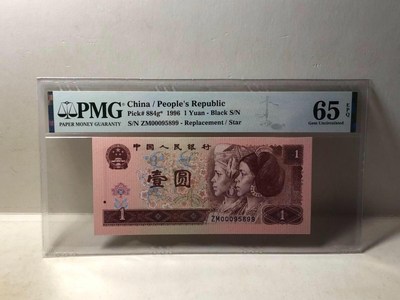 PMG
PAPER MONEY GUARANTY
China / People's Republic
Pick# 884g* 1996 1 Yuan - Black S/N
S/N ZM00095899 - Replacement / Star
65 EPQ
Gem Uncirculated
中国人民银行
1
壹圆
1
ZM00095899
1